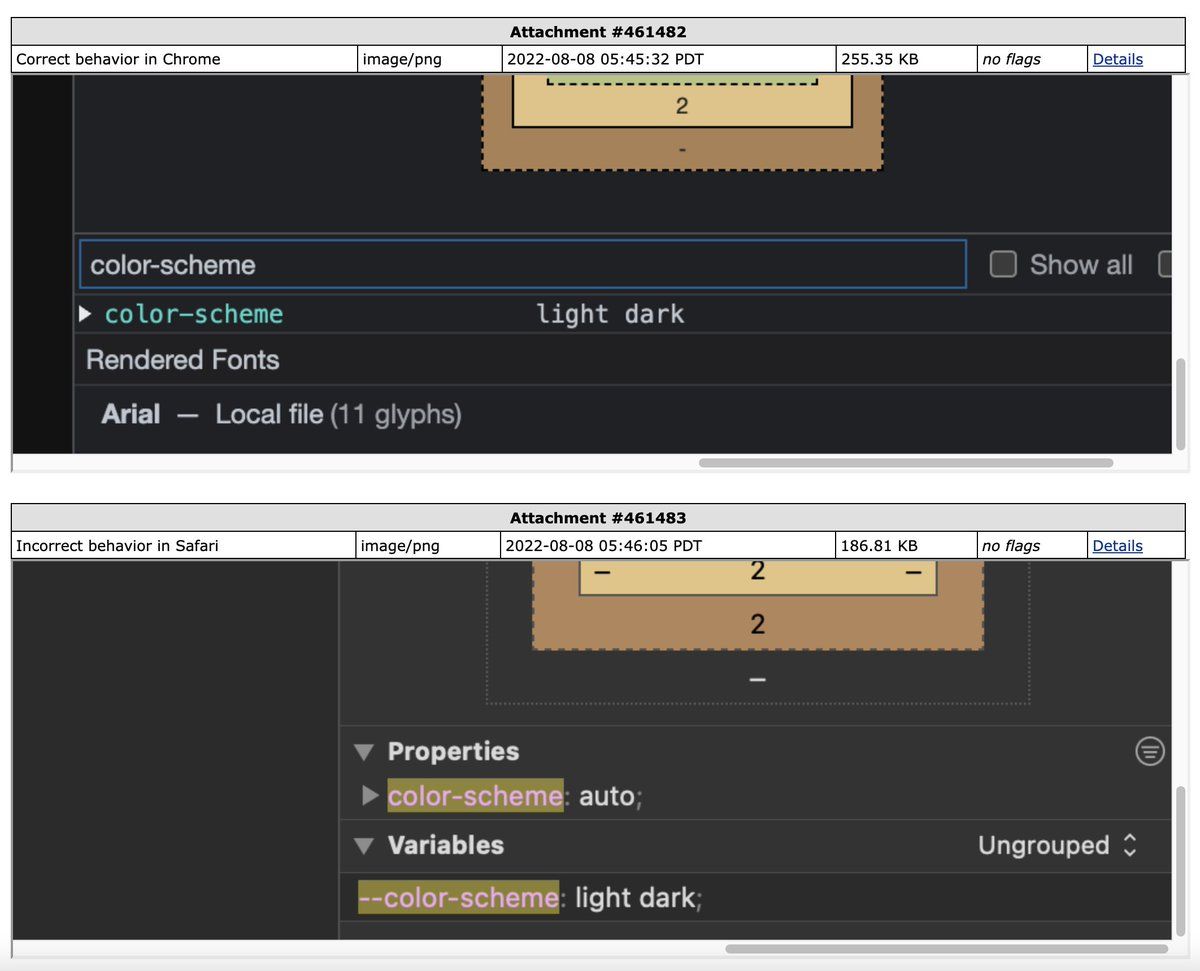 Attachment #461482
Correct behavior in Chrome image/png 2022-08-08 05:45:32 PDT 255.35 KB no flags Details
2
-
color-scheme Show all
color-scheme light dark
Rendered Fonts
Arial — Local file (11 glyphs)
Attachment #461483
Incorrect behavior in Safari image/png 2022-08-08 05:46:05 PDT 186.81 KB no flags Details
– 2 –
2
–
Properties
color-scheme: auto;
Variables Ungrouped
--color-scheme: light dark;